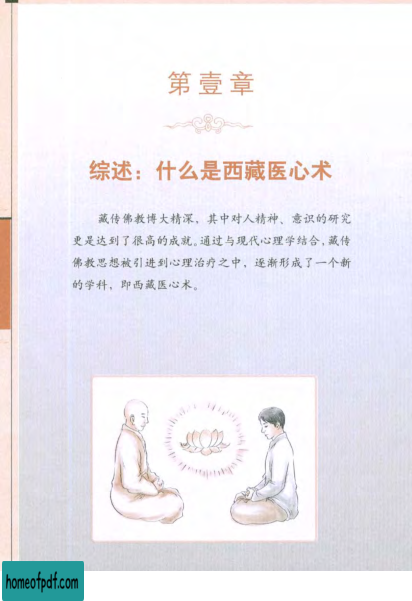 第壹章
综述：什么是西藏医心术
藏传佛教博大精深，其中对人精神、意识的研究
更是达到了很高的成就。通过与现代心理学结合，藏传
佛教思想被引进到心理治疗之中，逐渐形成了一个新
的学科，即西藏医心术。
homeofpdf.com